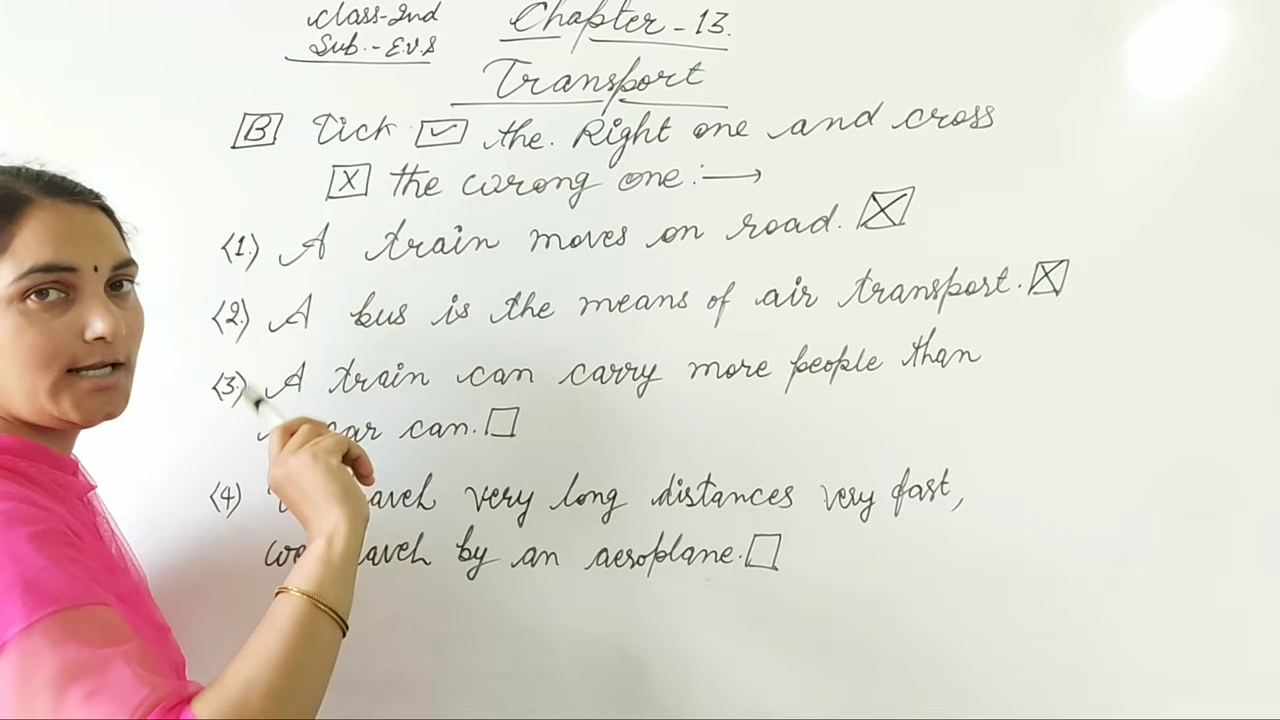 Class-2nd
Sub.-E.V.S
Chapter-13.
Transport
[B] Tick ☑ the. Right one and cross
☒ the wrong one:→
(1.) A train moves on road. ☒
(2.) A bus is the means of air transport. ☒
(3.) A train can carry more people than
car can. ☐
(4) very long distances very fast,
we by an aeroplane. ☐